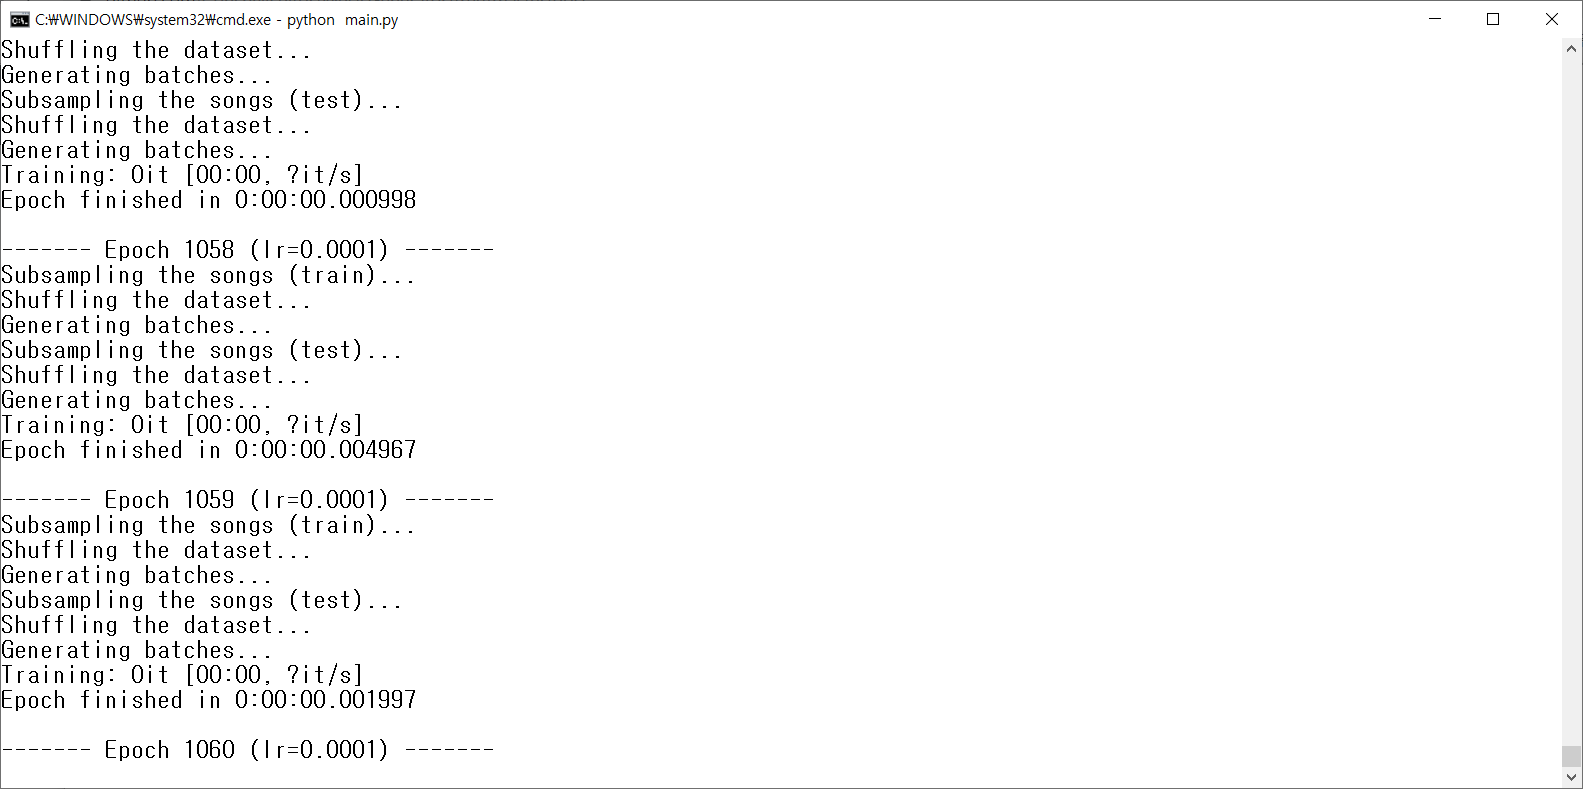 C:₩WINDOWS₩system32₩cmd.exe - python  main.py
Shuffling the dataset...
Generating batches...
Subsampling the songs (test)...
Shuffling the dataset...
Generating batches...
Training: 0it [00:00, ?it/s]
Epoch finished in 0:00:00.000998
------- Epoch 1058 (lr=0.0001) -------
Subsampling the songs (train)...
Shuffling the dataset...
Generating batches...
Subsampling the songs (test)...
Shuffling the dataset...
Generating batches...
Training: 0it [00:00, ?it/s]
Epoch finished in 0:00:00.004967
------- Epoch 1059 (lr=0.0001) -------
Subsampling the songs (train)...
Shuffling the dataset...
Generating batches...
Subsampling the songs (test)...
Shuffling the dataset...
Generating batches...
Training: 0it [00:00, ?it/s]
Epoch finished in 0:00:00.001997
------- Epoch 1060 (lr=0.0001) -------